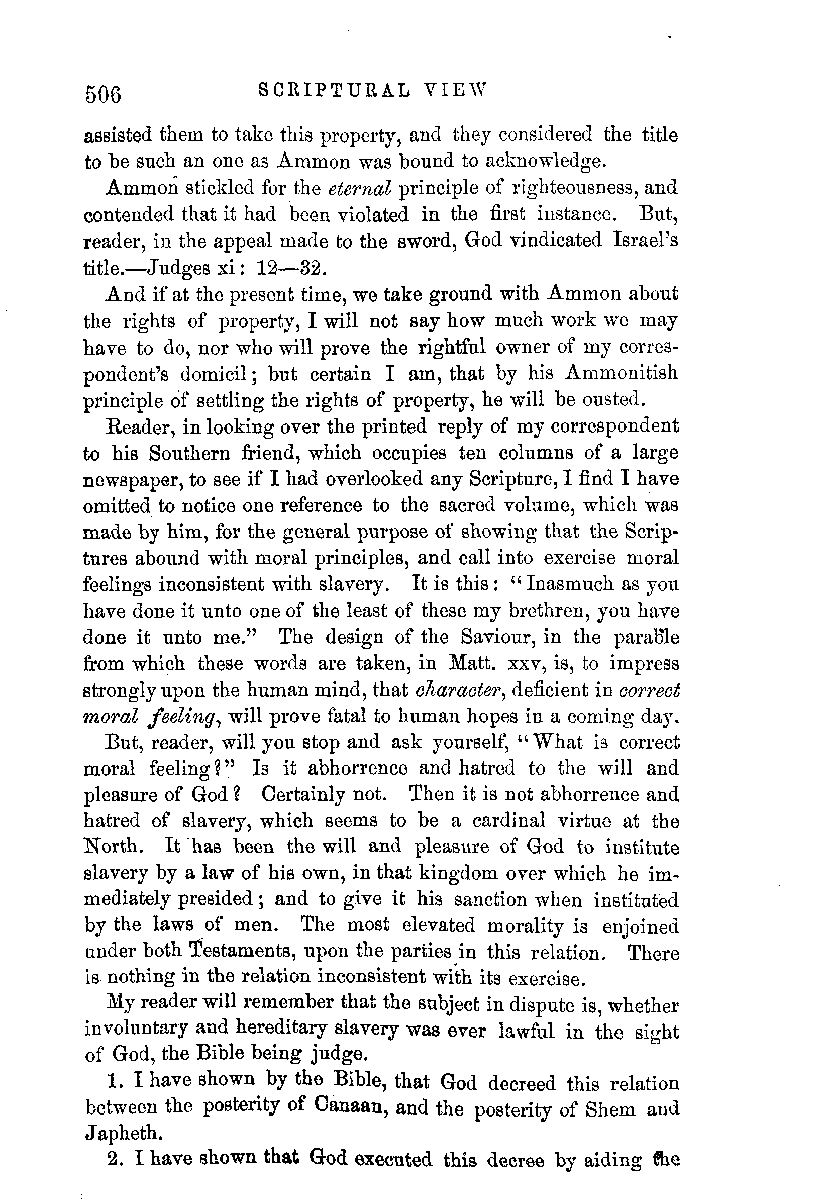 506 SCRIPTURAL VIEW
assisted them to take this property, and they considered the title
to be such an one as Ammon was bound to acknowledge.
Ammon stickled for the eternal principle of righteousness, and
contended that it had been violated in the first instance. But,
reader, in the appeal made to the sword, God vindicated Israel's
title.—Judges xi: 12—32.
And if at the present time, we take ground with Ammon about
the rights of property, I will not say how much work we may
have to do, nor who will prove the rightful owner of my corres-
pondent's domicil; but certain I am, that by his Ammonitish
principle of settling the rights of property, he will be ousted.
Reader, in looking over the printed reply of my correspondent
to his Southern friend, which occupies ten columns of a large
newspaper, to see if I had overlooked any Scripture, I find I have
omitted to notice one reference to the sacred volume, which was
made by him, for the general purpose of showing that the Scrip-
tures abound with moral principles, and call into exercise moral
feelings inconsistent with slavery. It is this: "Inasmuch as you
have done it unto one of the least of these my brethren, you have
done it unto me." The design of the Saviour, in the parable
from which these words are taken, in Matt. xxv, is, to impress
strongly upon the human mind, that character, deficient in correct
moral feeling, will prove fatal to human hopes in a coming day.
But, reader, will you stop and ask yourself, "What is correct
moral feeling?" Is it abhorrence and hatred to the will and
pleasure of God? Certainly not. Then it is not abhorrence and
hatred of slavery, which seems to be a cardinal virtue at the
North. It has been the will and pleasure of God to institute
slavery by a law of his own, in that kingdom over which he im-
mediately presided; and to give it his sanction when instituted
by the laws of men. The most elevated morality is enjoined
under both Testaments, upon the parties in this relation. There
is nothing in the relation inconsistent with its exercise.
My reader will remember that the subject in dispute is, whether
involuntary and hereditary slavery was ever lawful in the sight
of God, the Bible being judge.
1. I have shown by the Bible, that God decreed this relation
between the posterity of Canaan, and the posterity of Shem and
Japheth.
2. I have shown that God executed this decree by aiding the